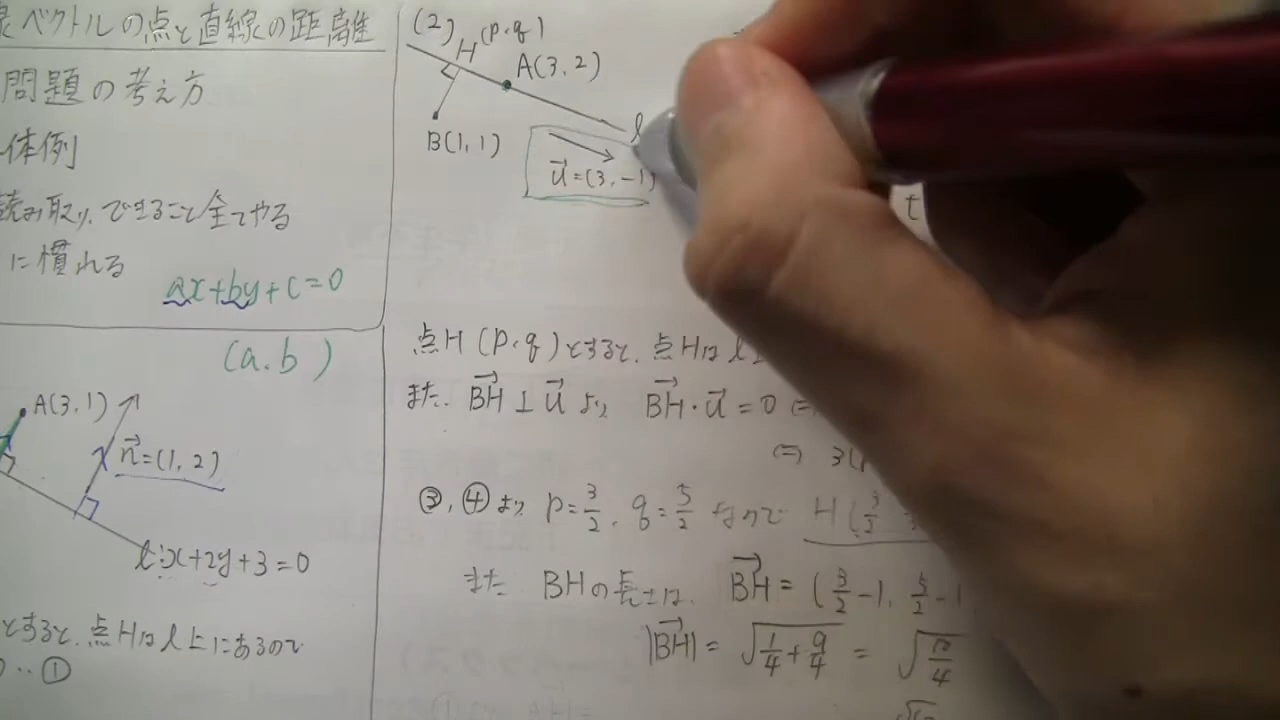 ベクトルの点と直線の距離
問題の考え方
体例
読み取り, できること全てやる
に慣れる
ax+by+c=0
(a.b)
A(3,1)
n=(1,2)
l:x+2y+3=0
とすると, 点Hはl上にあるので
①
(2)
H(p.q)
A(3,2)
B(1,1)
l
u=(3,-1)
t
点H (p.q)とすると, 点Hはl上
また. BH⊥u より BH・u=0
⇔ 3(p
③, ④より p=3/2, q=5/2 なので H(3/2
また BHの長さは, BH=(3/2-1, 5/2-1
|BH|=√(1/4+9/4) = √(10/4)